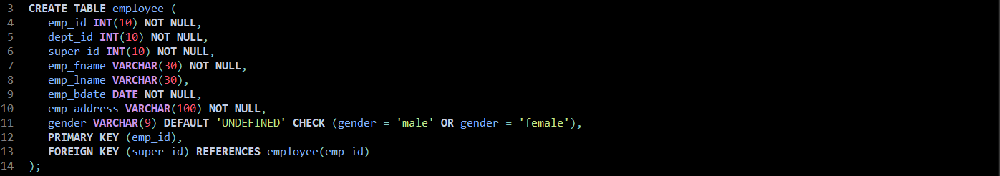 3 CREATE TABLE employee (
4 emp_id INT(10) NOT NULL,
5 dept_id INT(10) NOT NULL,
6 super_id INT(10) NOT NULL,
7 emp_fname VARCHAR(30) NOT NULL,
8 emp_lname VARCHAR(30),
9 emp_bdate DATE NOT NULL,
10 emp_address VARCHAR(100) NOT NULL,
11 gender VARCHAR(9) DEFAULT 'UNDEFINED' CHECK (gender = 'male' OR gender = 'female'),
12 PRIMARY KEY (emp_id),
13 FOREIGN KEY (super_id) REFERENCES employee(emp_id)
14 );